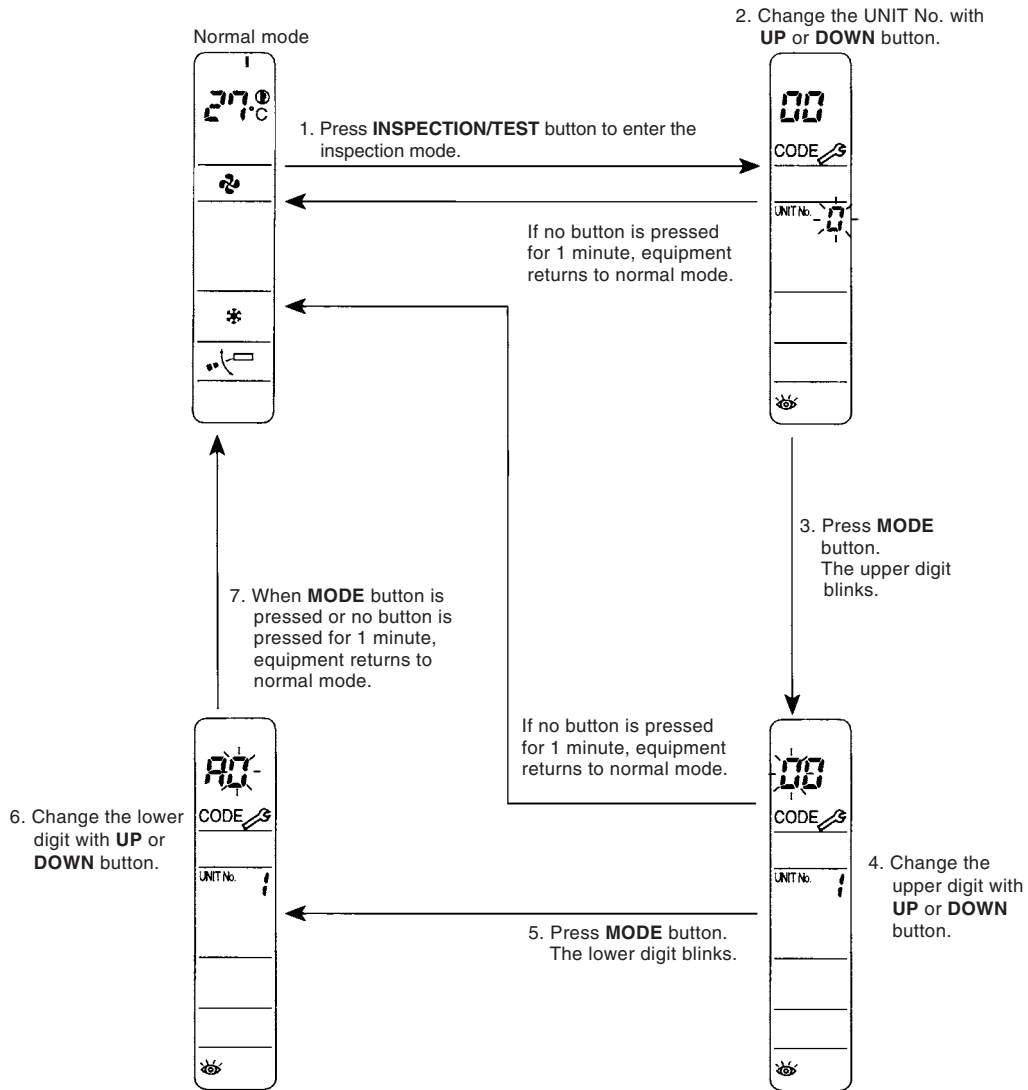 Normal mode
27°C
1. Press INSPECTION/TEST button to enter the
inspection mode.
2. Change the UNIT No. with
UP or DOWN button.
00
CODE
UNIT No. 0
If no button is pressed
for 1 minute, equipment
returns to normal mode.
3. Press MODE
button.
The upper digit
blinks.
00
CODE
UNIT No. 1
4. Change the
upper digit with
UP or DOWN
button.
If no button is pressed
for 1 minute, equipment
returns to normal mode.
5. Press MODE button.
The lower digit blinks.
A0
CODE
UNIT No. 1
6. Change the lower
digit with UP or
DOWN button.
7. When MODE button is
pressed or no button is
pressed for 1 minute,
equipment returns to
normal mode.